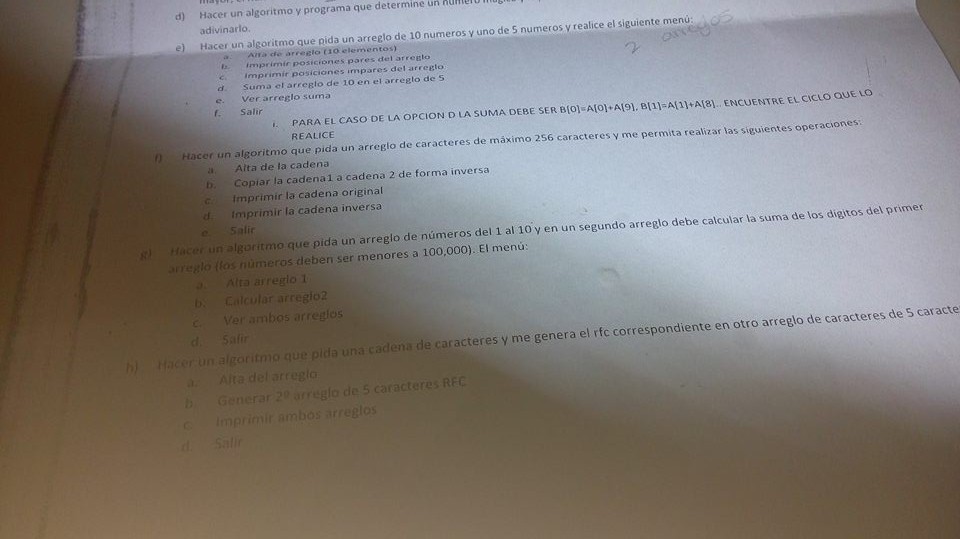 d) Hacer un algoritmo y programa que determine un numero
adivinarlo.
e) Hacer un algoritmo que pida un arreglo de 10 numeros y uno de 5 numeros y realice el siguiente menú:
2 arreglos
a. Alta de arreglo (10 elementos)
b. Imprimir posiciones pares del arreglo
c. Imprimir posiciones impares del arreglo
d. Suma el arreglo de 10 en el arreglo de 5
e. Ver arreglo suma
f. Salir
i. PARA EL CASO DE LA OPCION D LA SUMA DEBE SER B[0]=A[0]+A[9], B[1]=A[1]+A[8].. ENCUENTRE EL CICLO QUE LO
REALICE
f) Hacer un algoritmo que pida un arreglo de caracteres de máximo 256 caracteres y me permita realizar las siguientes operaciones:
a. Alta de la cadena
b. Copiar la cadena1 a cadena 2 de forma inversa
c. Imprimir la cadena original
d. Imprimir la cadena inversa
e. Salir
g) Hacer un algoritmo que pida un arreglo de números del 1 al 10 y en un segundo arreglo debe calcular la suma de los digitos del primer
arreglo (los números deben ser menores a 100,000). El menú:
a. Alta arreglo 1
b. Calcular arreglo2
c. Ver ambos arreglos
d. Salir
h) Hacer un algoritmo que pida una cadena de caracteres y me genera el rfc correspondiente en otro arreglo de caracteres de 5 caracte
a. Alta del arreglo
b. Generar 2º arreglo de 5 caracteres RFC
c. Imprimir ambos arreglos
d. Salir